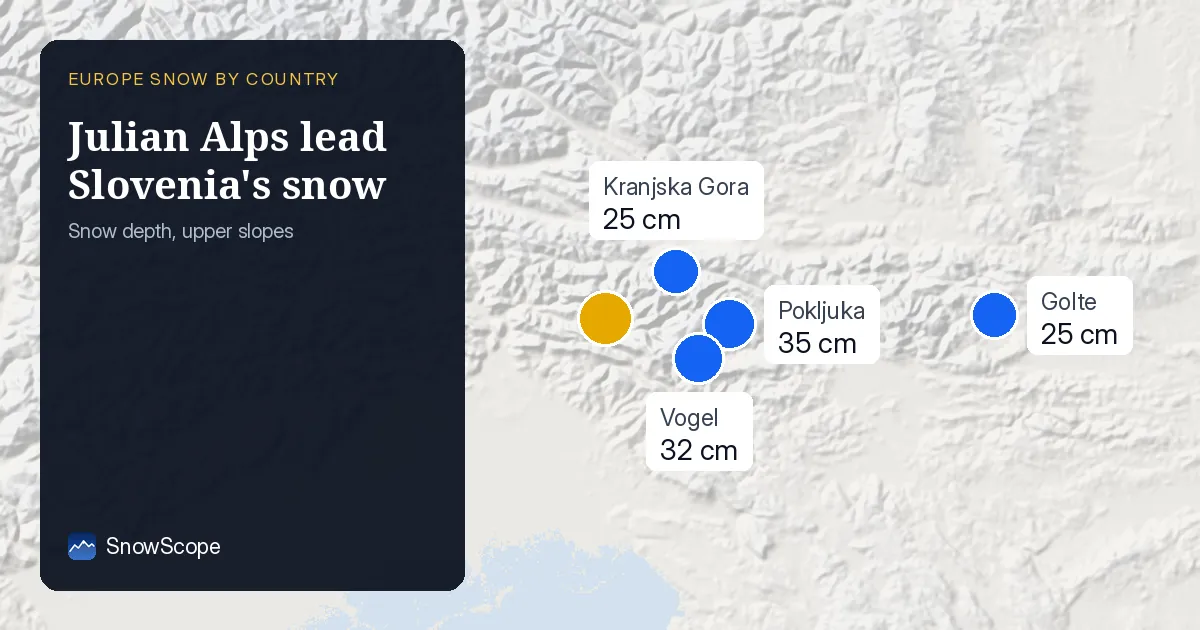 EUROPE SNOW BY COUNTRY
Julian Alps lead
Slovenia's snow
Snow depth, upper slopes
SnowScope
Kranjska Gora
25 cm
Pokljuka
35 cm
Vogel
32 cm
Golte
25 cm